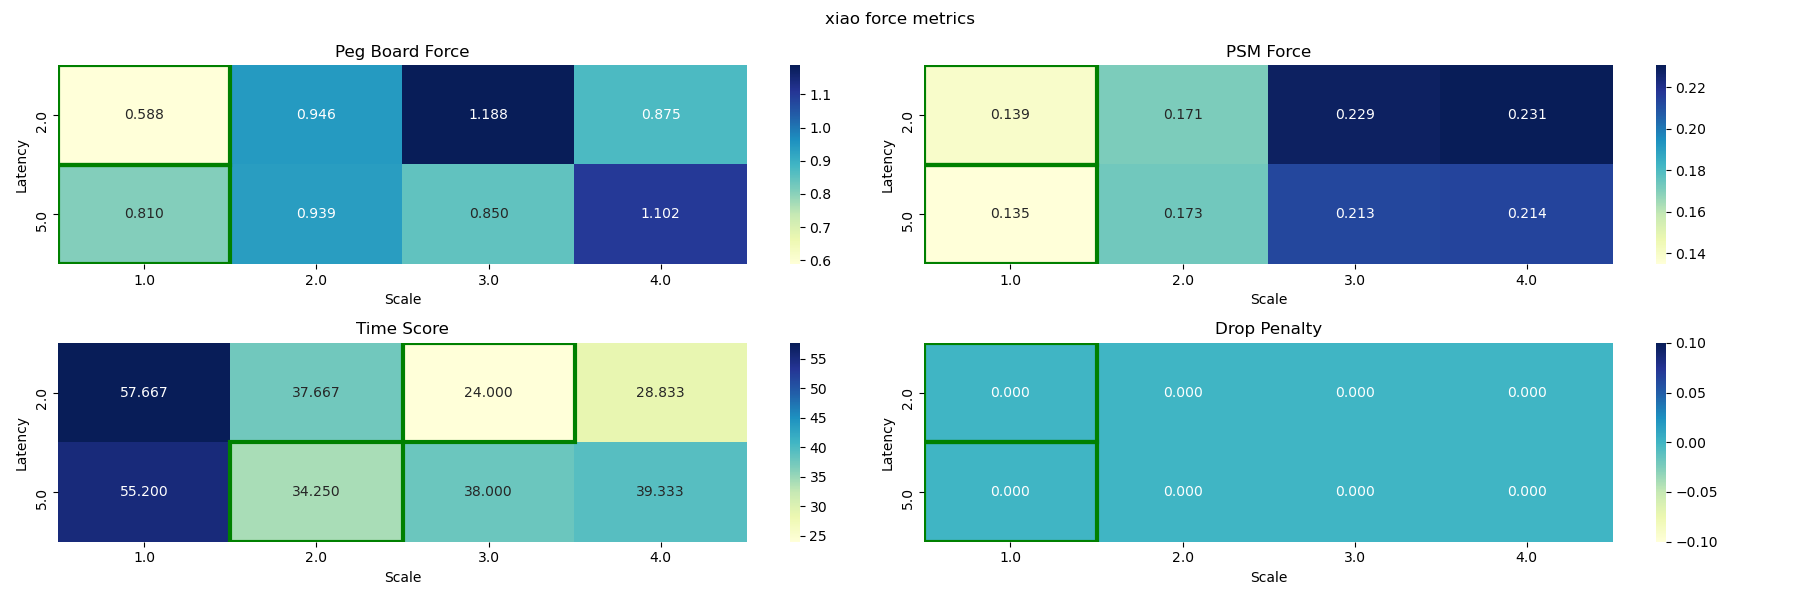 xiao force metrics
Peg Board Force
0.588 0.946 1.188 0.875
0.810 0.939 0.850 1.102
2.0
5.0
Latency
1.0 2.0 3.0 4.0
Scale
1.1
1.0
0.9
0.8
0.7
0.6
PSM Force
0.139 0.171 0.229 0.231
0.135 0.173 0.213 0.214
2.0
5.0
Latency
1.0 2.0 3.0 4.0
Scale
0.22
0.20
0.18
0.16
0.14
Time Score
57.667 37.667 24.000 28.833
55.200 34.250 38.000 39.333
2.0
5.0
Latency
1.0 2.0 3.0 4.0
Scale
55
50
45
40
35
30
25
Drop Penalty
0.000 0.000 0.000 0.000
0.000 0.000 0.000 0.000
2.0
5.0
Latency
1.0 2.0 3.0 4.0
Scale
0.10
0.05
0.00
−0.05
−0.10